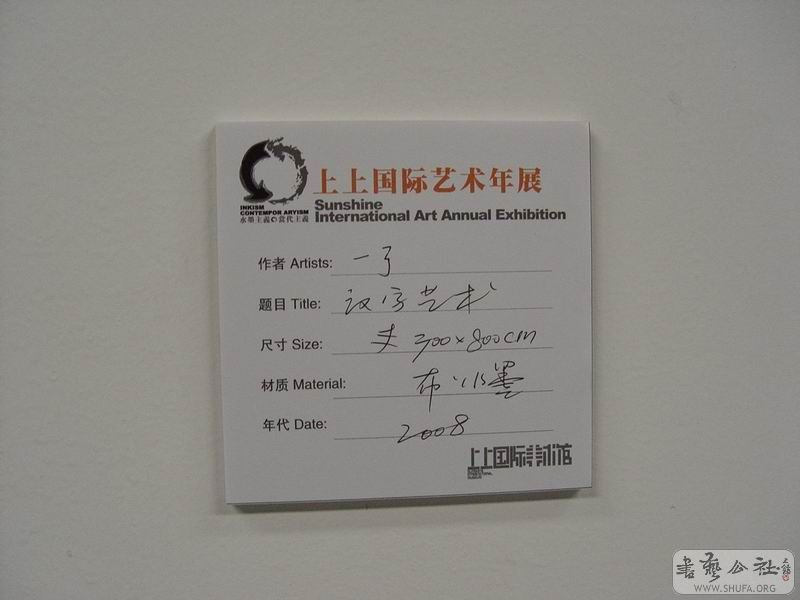 上上国际艺术年展
Sunshine
International Art Annual Exhibition
INKISM
CONTEMPOR ARYISM
水墨主義 當代主義
作者 Artists: 一了
题目 Title: 汉字艺术
尺寸 Size: 300×800cm
材质 Material: 布 水墨
年代 Date: 2008
上上国际美术馆
書藝公社
WWW.SHUFA.ORG